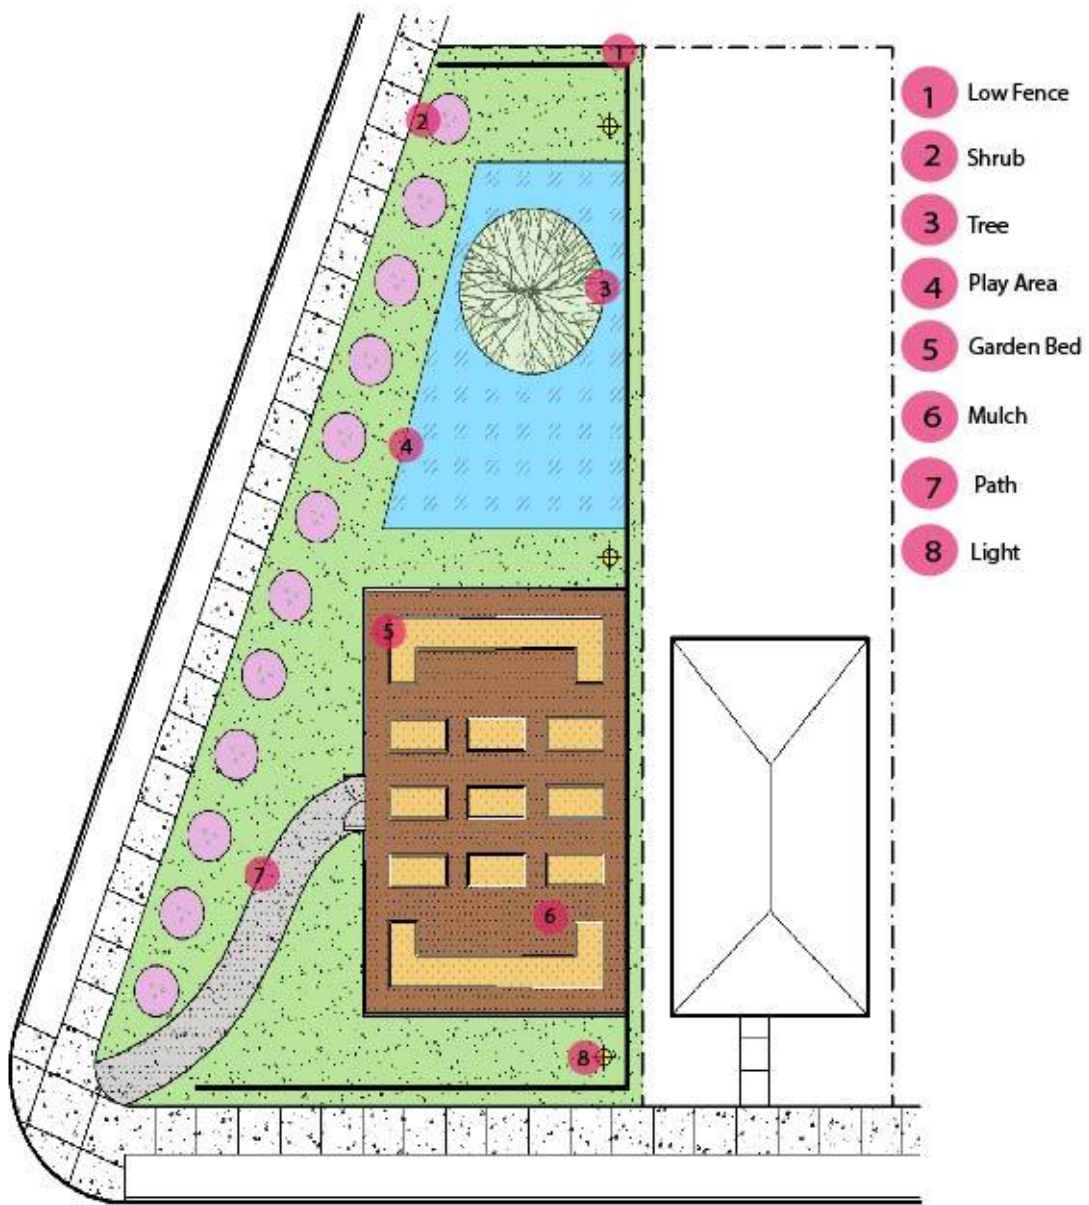 1 Low Fence
2 Shrub
3 Tree
4 Play Area
5 Garden Bed
6 Mulch
7 Path
8 Light
1
2
3
4
5
6
7
8